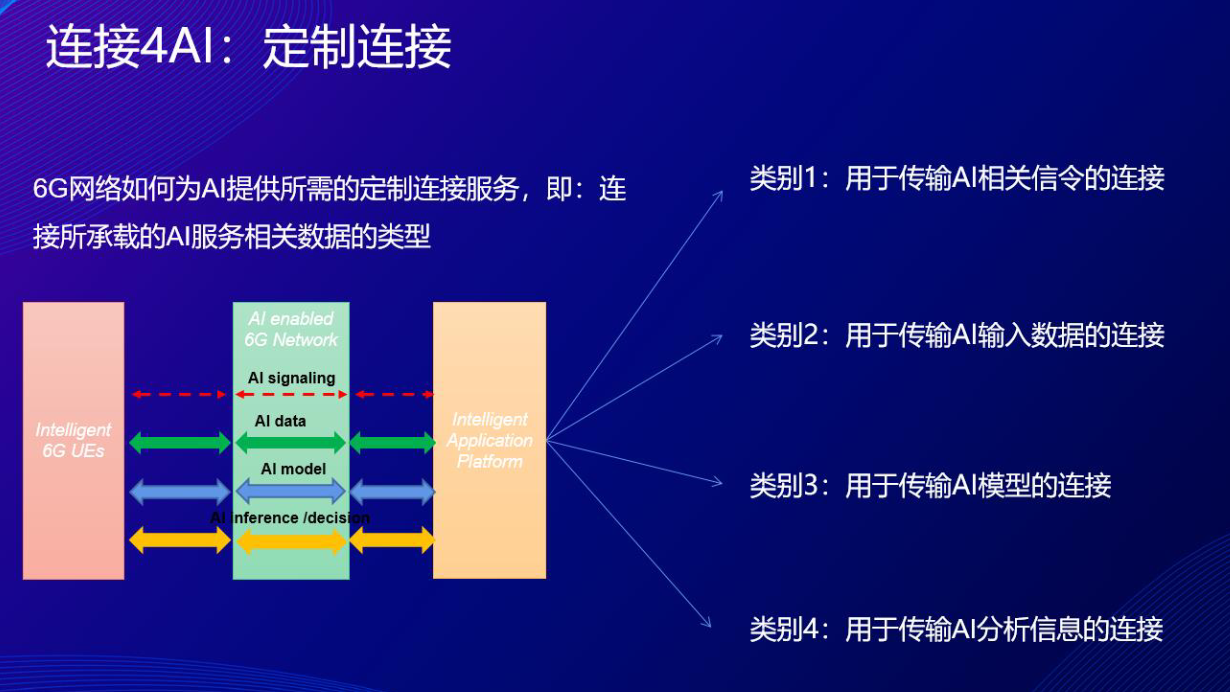 连接4AI：定制连接
6G网络如何为AI提供所需的定制连接服务，即：连
接所承载的AI服务相关数据的类型
Intelligent
6G UEs
AI enabled
6G Network
AI signaling
AI data
AI model
AI inference /decision
Intelligent
Application
Platform
类别1：用于传输AI相关信令的连接
类别2：用于传输AI输入数据的连接
类别3：用于传输AI模型的连接
类别4：用于传输AI分析信息的连接